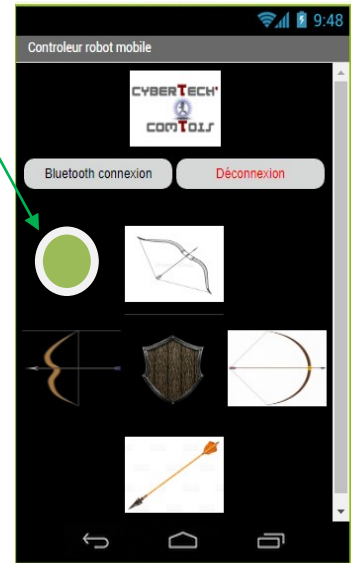 9:48
Controleur robot mobile
CYBERTECH'
COMTOIS
Bluetooth connexion Déconnexion